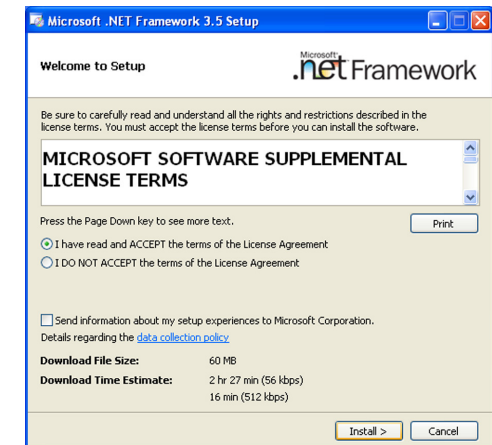 Microsoft .NET Framework 3.5 Setup
Welcome to Setup
Microsoft
.net Framework
Be sure to carefully read and understand all the rights and restrictions described in the
license terms. You must accept the license terms before you can install the software.
MICROSOFT SOFTWARE SUPPLEMENTAL
LICENSE TERMS
Press the Page Down key to see more text.
Print
I have read and ACCEPT the terms of the License Agreement
I DO NOT ACCEPT the terms of the License Agreement
Send information about my setup experiences to Microsoft Corporation.
Details regarding the data collection policy
Download File Size: 60 MB
Download Time Estimate: 2 hr 27 min (56 kbps)
16 min (512 kbps)
Install > Cancel